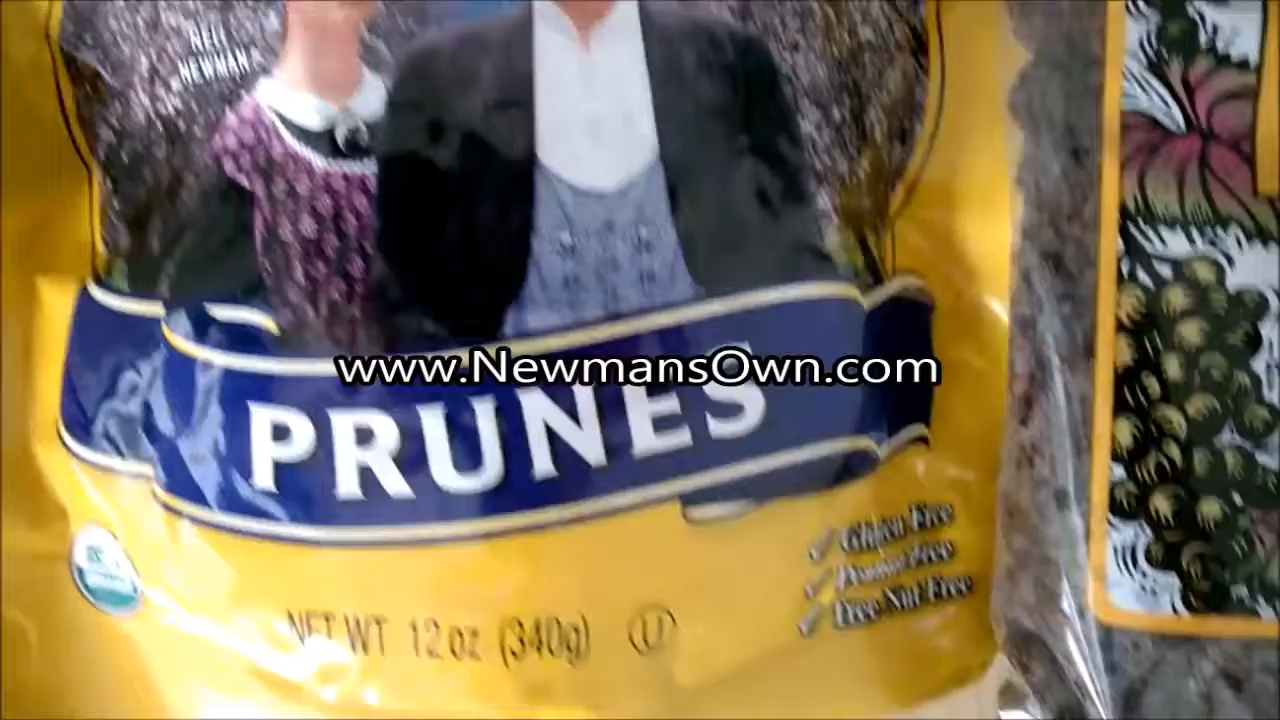 NELL
NEWMAN
www.NewmansOwn.com
PRUNES
✓ Gluten Free
✓ Peanut Free
✓ Tree Nut Free
NET WT 12 oz (340g) U